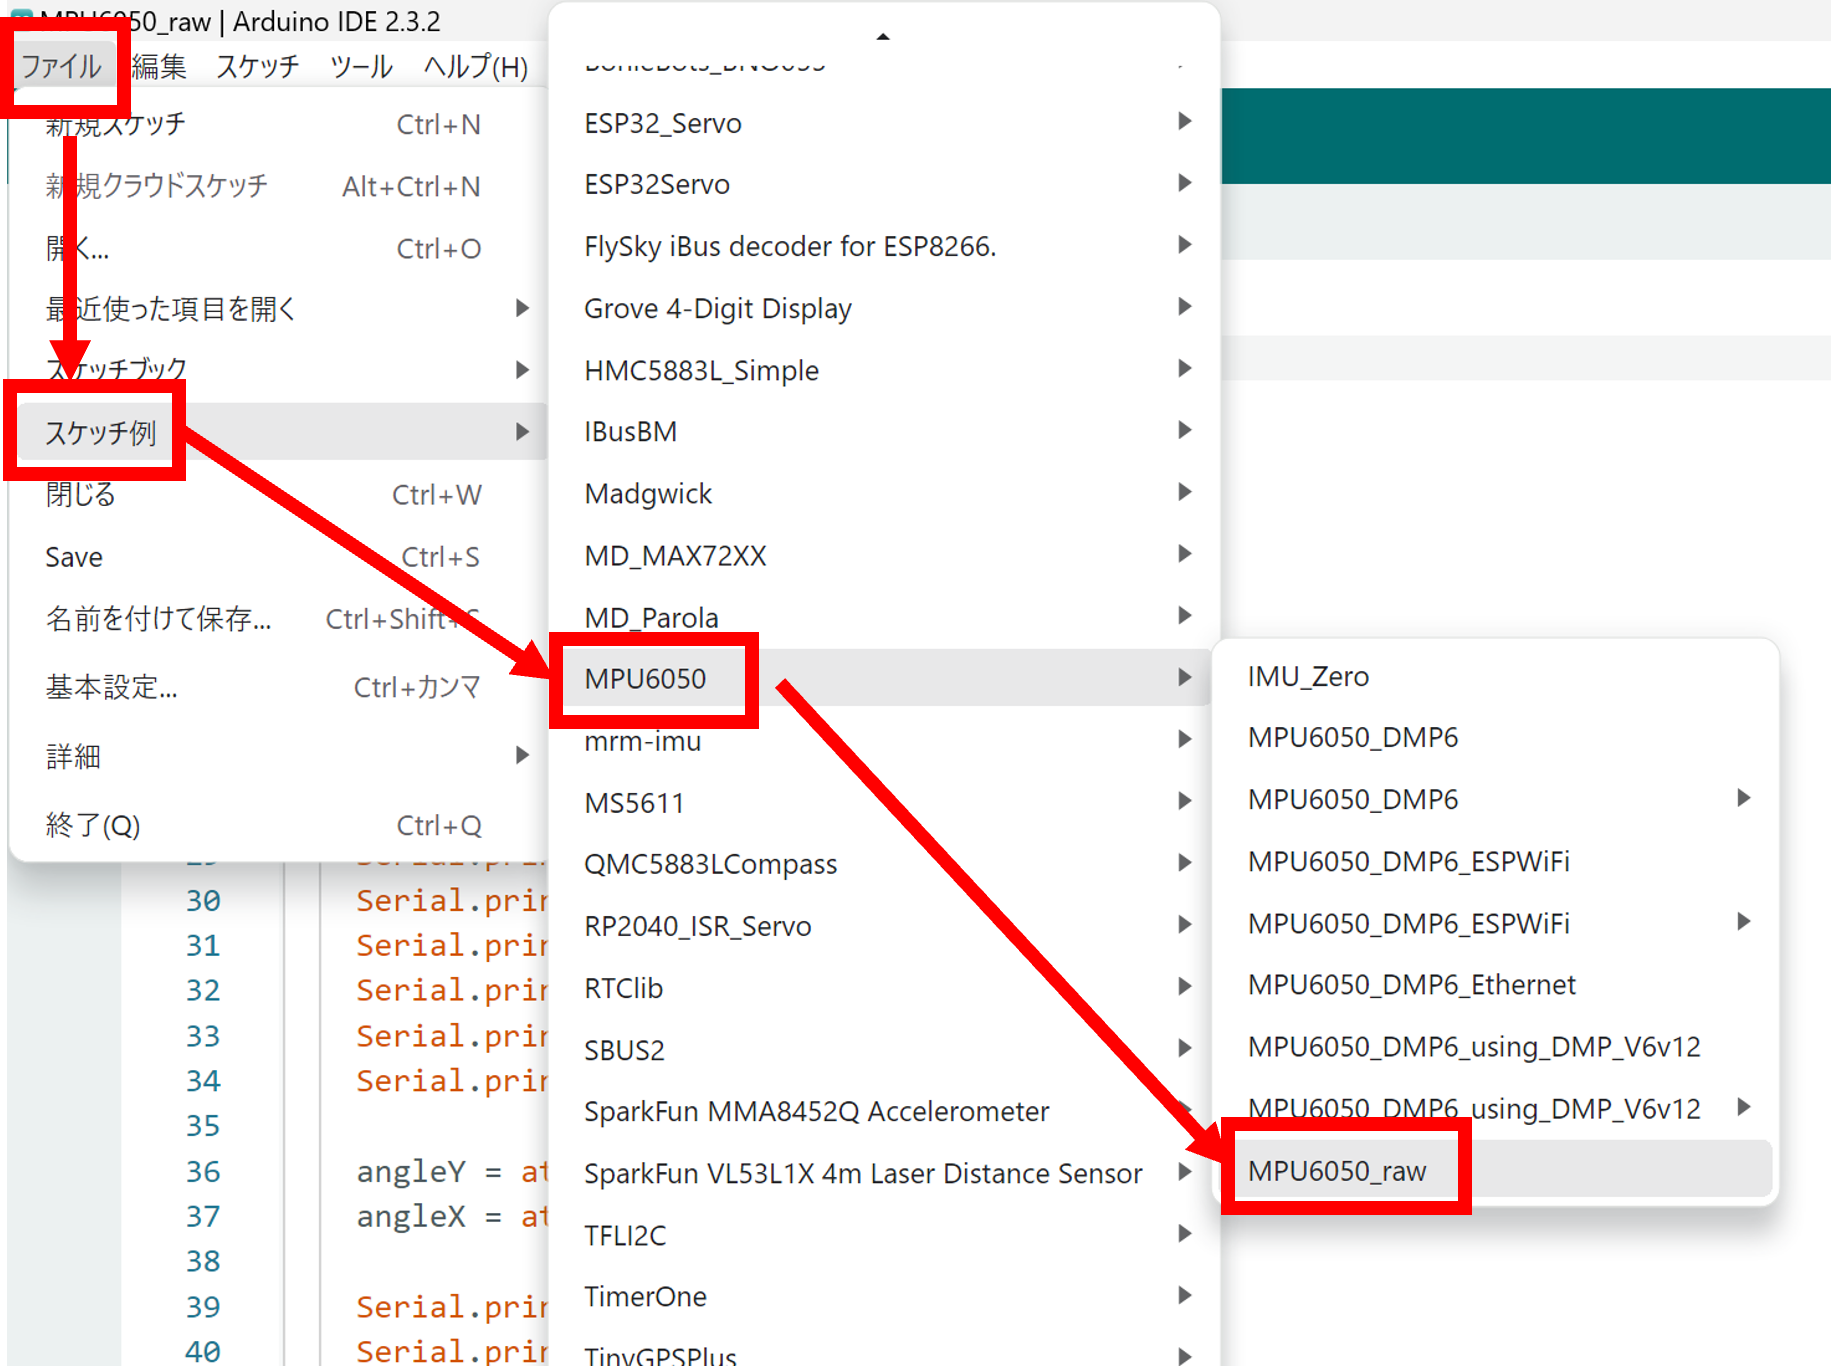 MPU6050_raw | Arduino IDE 2.3.2
ファイル 編集 スケッチ ツール ヘルプ(H)
新規スケッチ Ctrl+N
新規クラウドスケッチ Alt+Ctrl+N
開く... Ctrl+O
最近使った項目を開く
スケッチブック
スケッチ例
閉じる Ctrl+W
Save Ctrl+S
名前を付けて保存... Ctrl+Shift+S
基本設定... Ctrl+カンマ
詳細
終了(Q) Ctrl+Q
30 Serial.prin
31 Serial.prin
32 Serial.prin
33 Serial.prin
34 Serial.prin
35
36 angleY = at
37 angleX = at
38
39 Serial.prin
40 Serial.prin
ESP32_Servo
ESP32Servo
FlySky iBus decoder for ESP8266.
Grove 4-Digit Display
HMC5883L_Simple
IBusBM
Madgwick
MD_MAX72XX
MD_Parola
MPU6050
mrm-imu
MS5611
QMC5883LCompass
RP2040_ISR_Servo
RTClib
SBUS2
SparkFun MMA8452Q Accelerometer
SparkFun VL53L1X 4m Laser Distance Sensor
TFLI2C
TimerOne
TinyGPSPlus
IMU_Zero
MPU6050_DMP6
MPU6050_DMP6
MPU6050_DMP6_ESPWiFi
MPU6050_DMP6_ESPWiFi
MPU6050_DMP6_Ethernet
MPU6050_DMP6_using_DMP_V6v12
MPU6050_DMP6_using_DMP_V6v12
MPU6050_raw